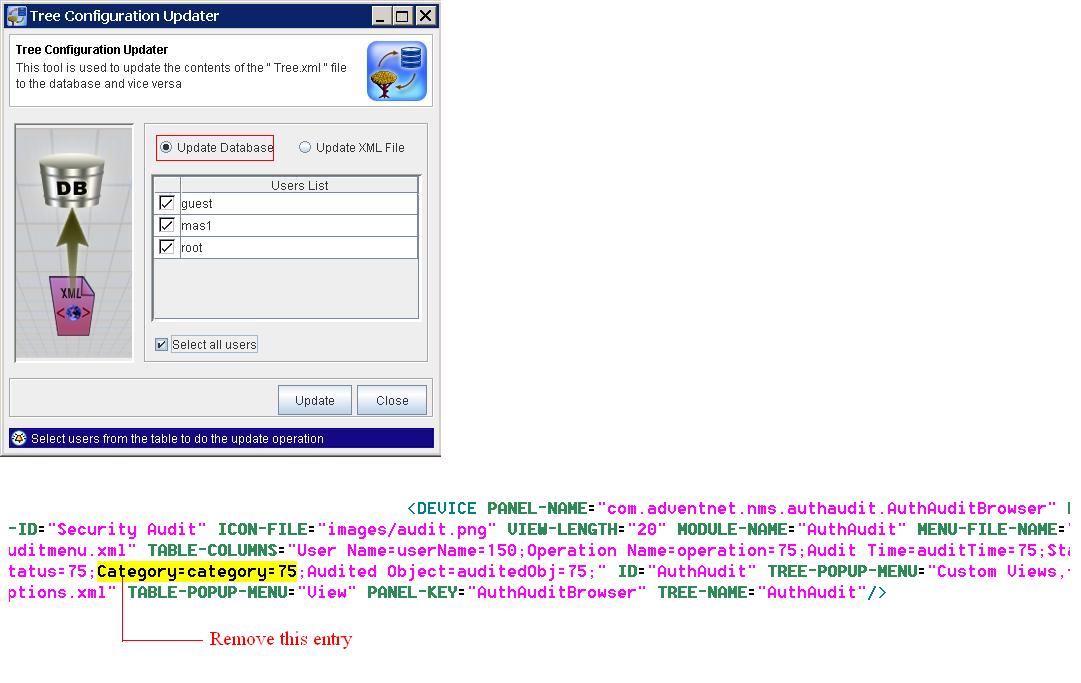 Tree Configuration Updater
Tree Configuration Updater
This tool is used to update the contents of the " Tree.xml " file
to the database and vice versa
DB
XML
Update Database
Update XML File
Users List
guest
mas1
root
Select all users
Update
Close
Select users from the table to do the update operation
<DEVICE PANEL-NAME="com.adventnet.nms.authaudit.AuthAuditBrowser"
-ID="Security Audit" ICON-FILE="images/audit.png" VIEW-LENGTH="20" MODULE-NAME="AuthAudit" MENU-FILE-NAME="
uditmenu.xml" TABLE-COLUMNS="User Name=userName=150;Operation Name=operation=75;Audit Time=auditTime=75;Sta
tatus=75;Category=category=75;Audited Object=auditedObj=75;" ID="AuthAudit" TREE-POPUP-MENU="Custom Views,
ptions.xml" TABLE-POPUP-MENU="View" PANEL-KEY="AuthAuditBrowser" TREE-NAME="AuthAudit"/>
Remove this entry